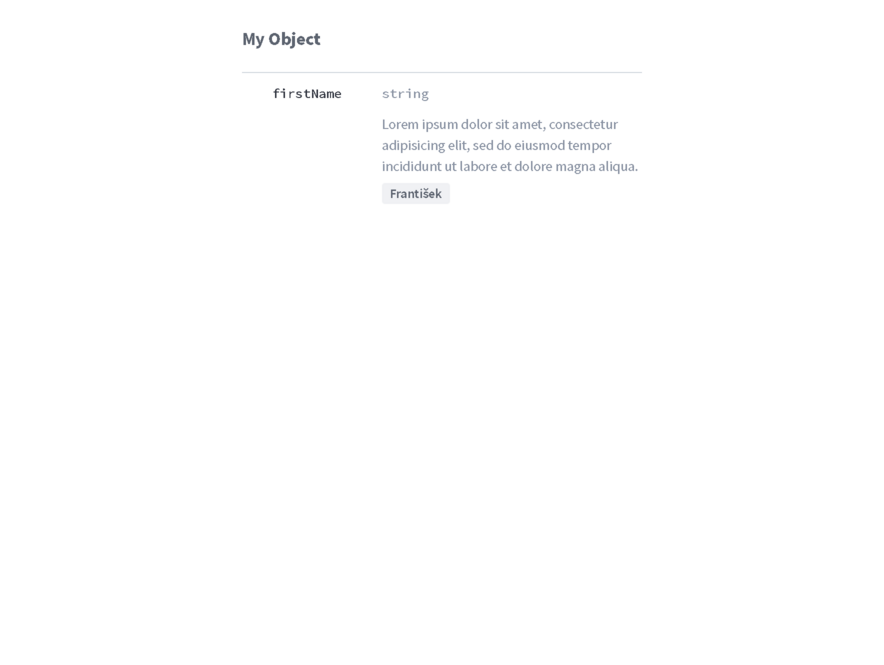 My Object
firstName string
Lorem ipsum dolor sit amet, consectetur
adipisicing elit, sed do eiusmod tempor
incididunt ut labore et dolore magna aliqua.
František